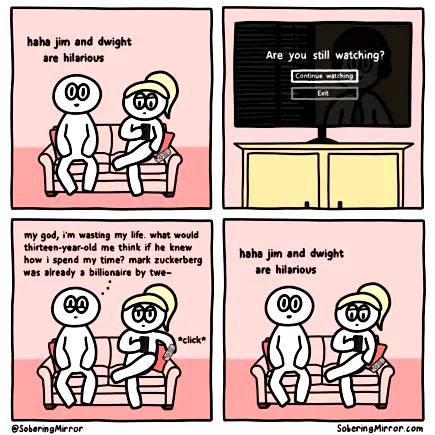 haha jim and dwight
are hilarious
Are you still watching?
Continue watching
Exit
my god, i'm wasting my life. what would
thirteen-year-old me think if he knew
how i spend my time? mark zuckerberg
was already a billionaire by twe-
*click*
haha jim and dwight
are hilarious
@SoberingMirror
SoberingMirror.com